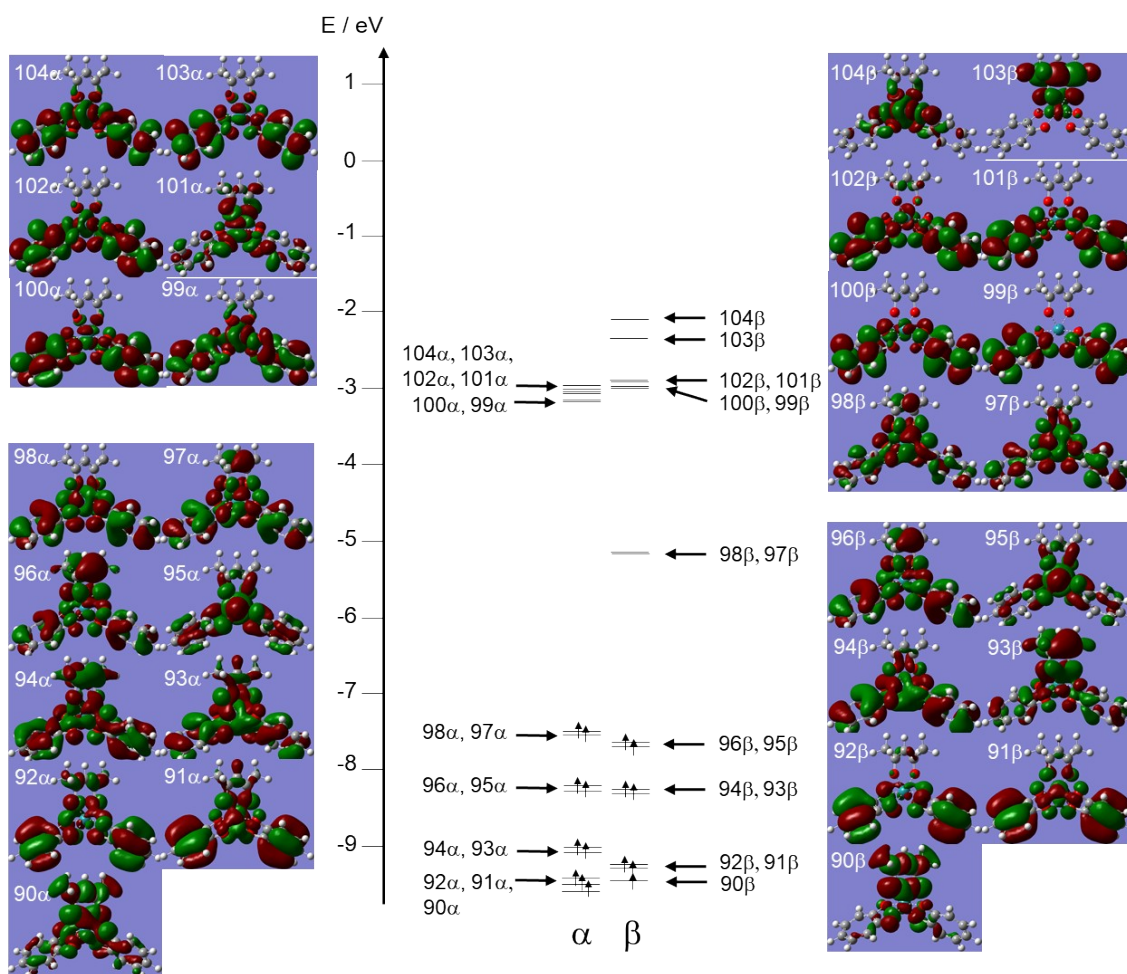 E / eV
104α 103α
102α 101α
100α 99α
98α 97α
96α 95α
94α 93α
92α 91α
90α
1
0
-1
-2
-3
-4
-5
-6
-7
-8
-9
104α, 103α,
102α, 101α
100α, 99α
98α, 97α
96α, 95α
94α, 93α
92α, 91α,
90α
α β
104β
103β
102β, 101β
100β, 99β
98β, 97β
96β, 95β
94β, 93β
92β, 91β
90β
104β 103β
102β 101β
100β 99β
98β 97β
96β 95β
94β 93β
92β 91β
90β